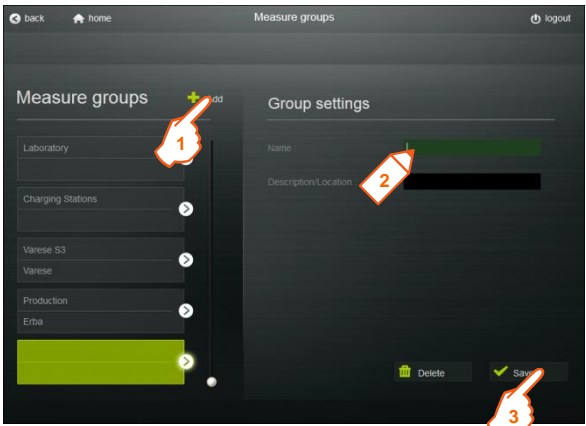 back
home
Measure groups
logout
Measure groups
Group settings
1
Laboratory
Name :
2
Description/Location
Charging Stations
Varese S3
Varese
Production
Erba
Delete
3